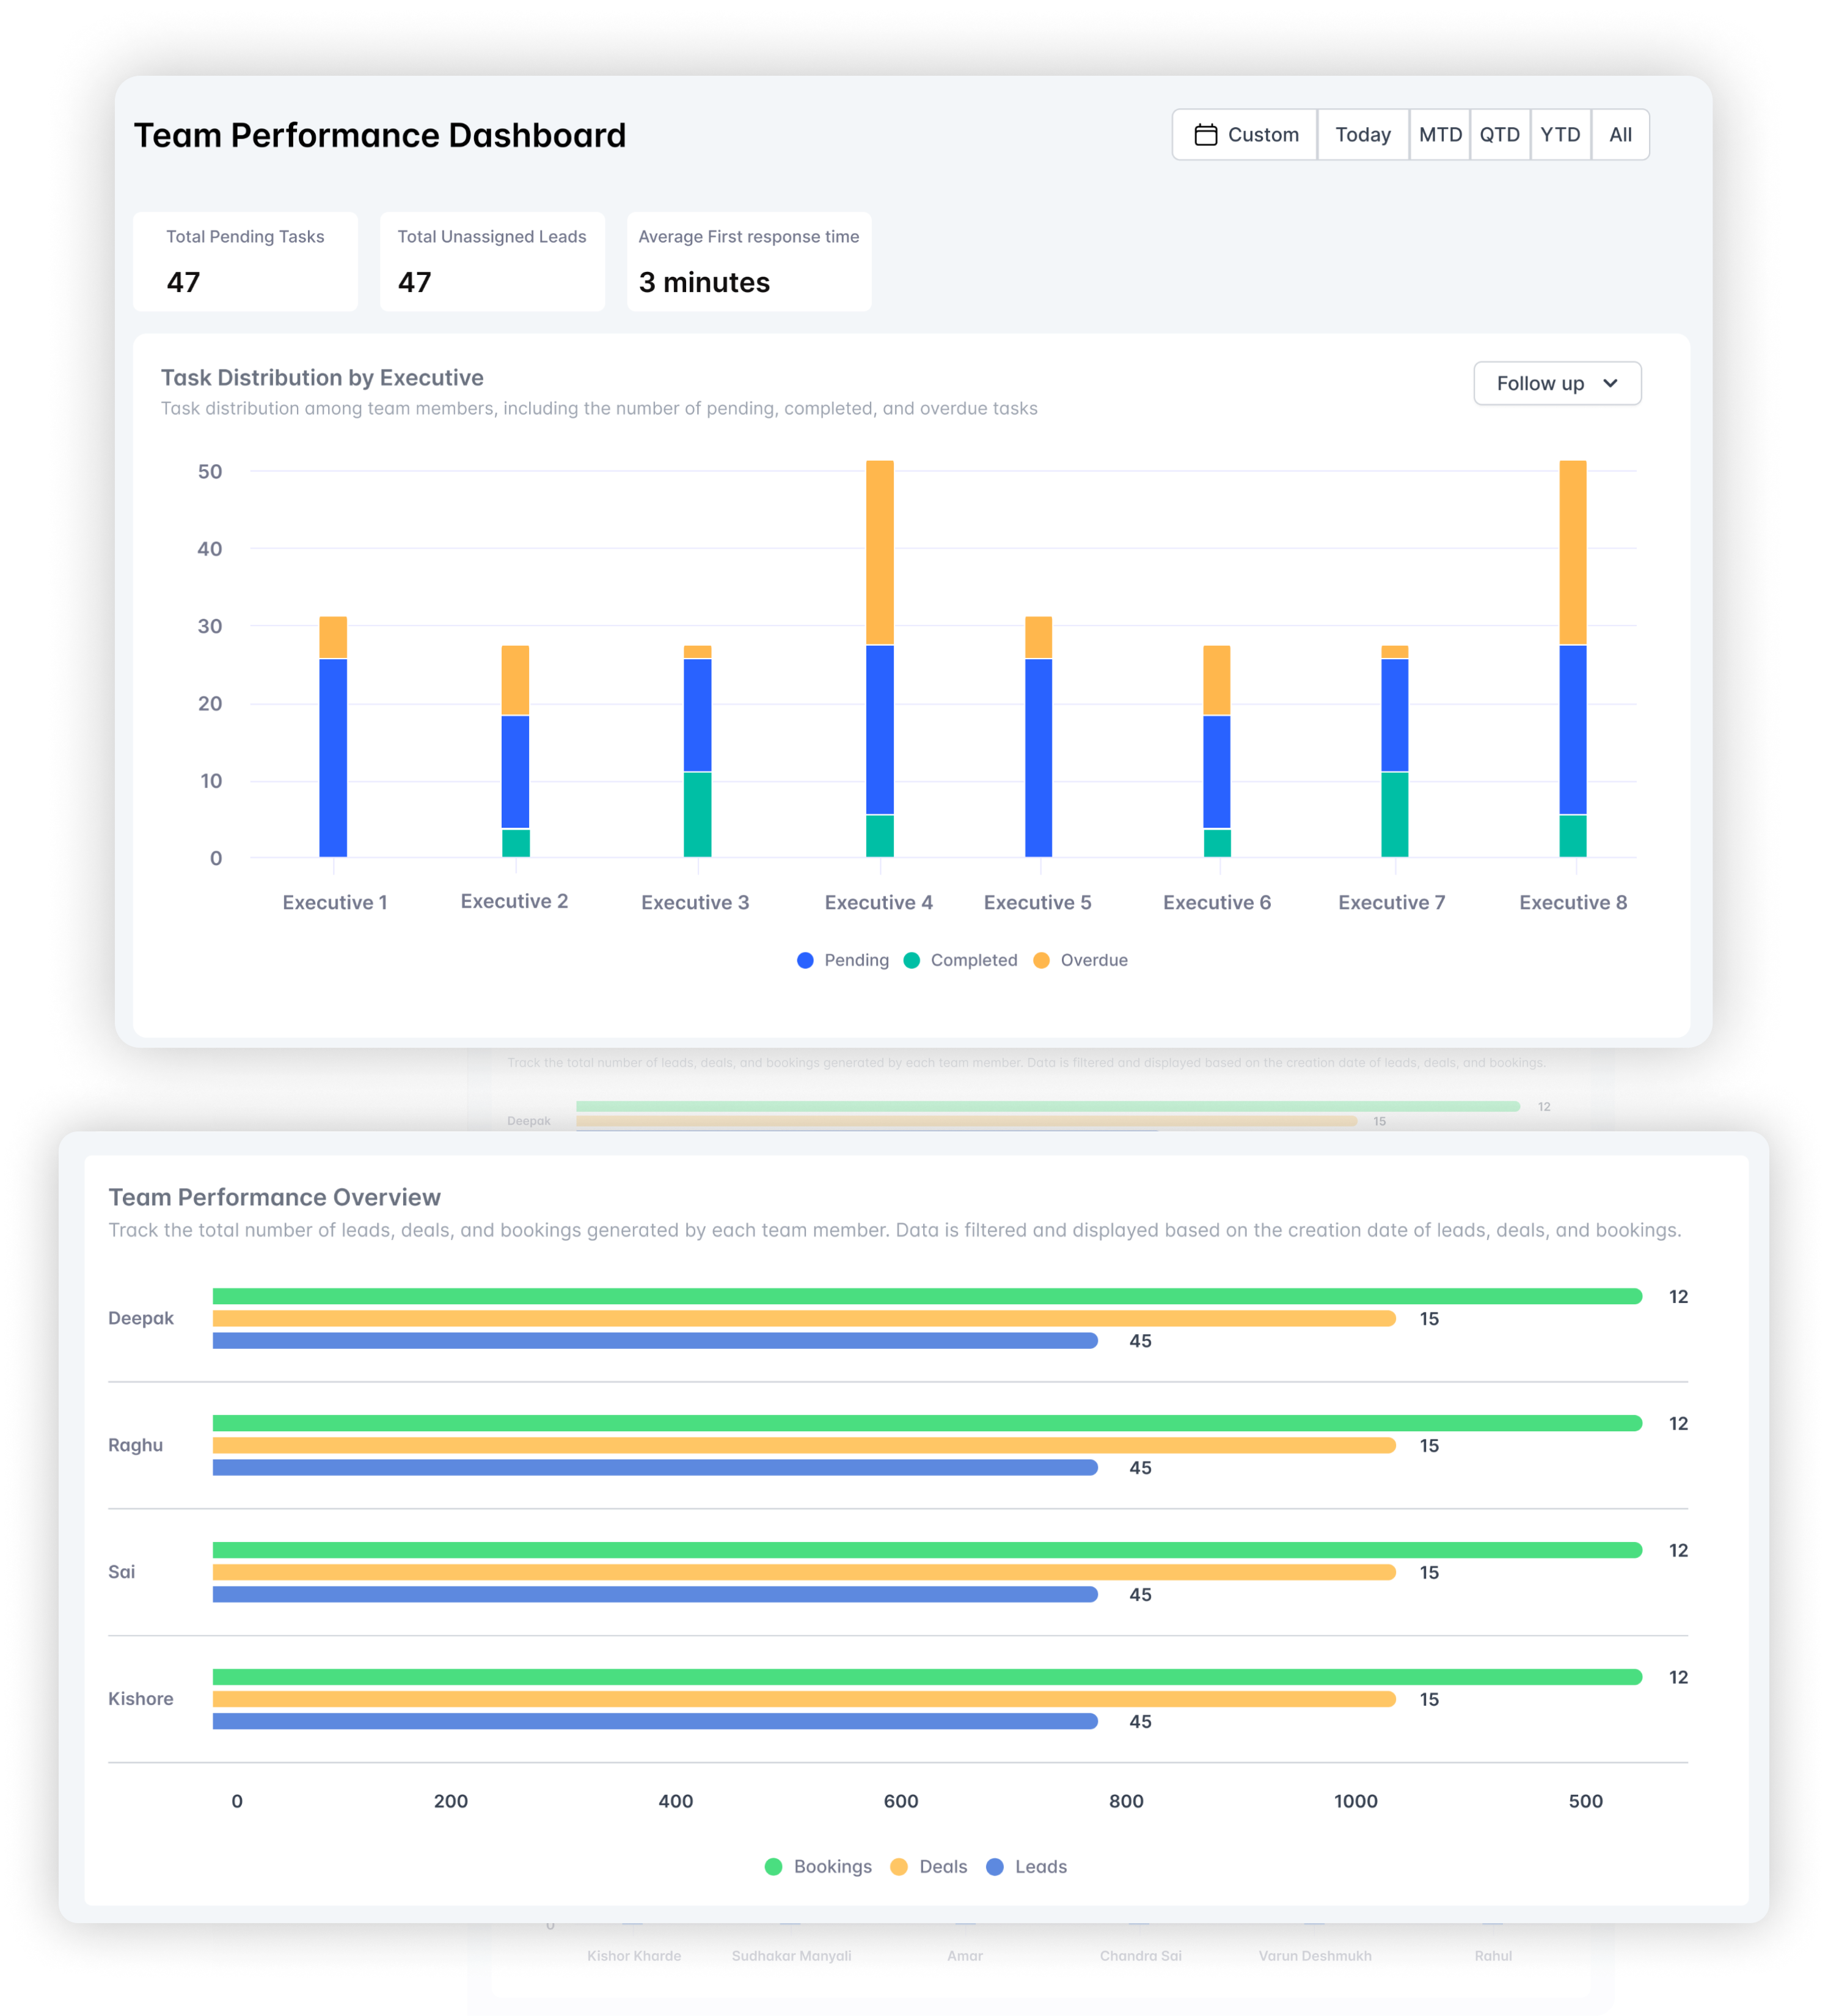 Team Performance Dashboard
Custom Today MTD QTD YTD All
Total Pending Tasks
47
Total Unassigned Leads
47
Average First response time
3 minutes
Task Distribution by Executive
Follow up
Task distribution among team members, including the number of pending, completed, and overdue tasks
50
40
30
20
10
0
Executive 1 Executive 2 Executive 3 Executive 4 Executive 5 Executive 6 Executive 7 Executive 8
Pending Completed Overdue
Track the total number of leads, deals, and bookings generated by each team member. Data is filtered and displayed based on the creation date of leads, deals, and bookings.
12
Deepak 15
Team Performance Overview
Track the total number of leads, deals, and bookings generated by each team member. Data is filtered and displayed based on the creation date of leads, deals, and bookings.
12
Deepak 15
45
12
Raghu 15
45
12
Sai 15
45
12
Kishore 15
45
0 200 400 600 800 1000 500
Bookings Deals Leads
0
Kishor Kharde Sudhakar Manyali Amar Chandra Sai Varun Deshmukh Rahul